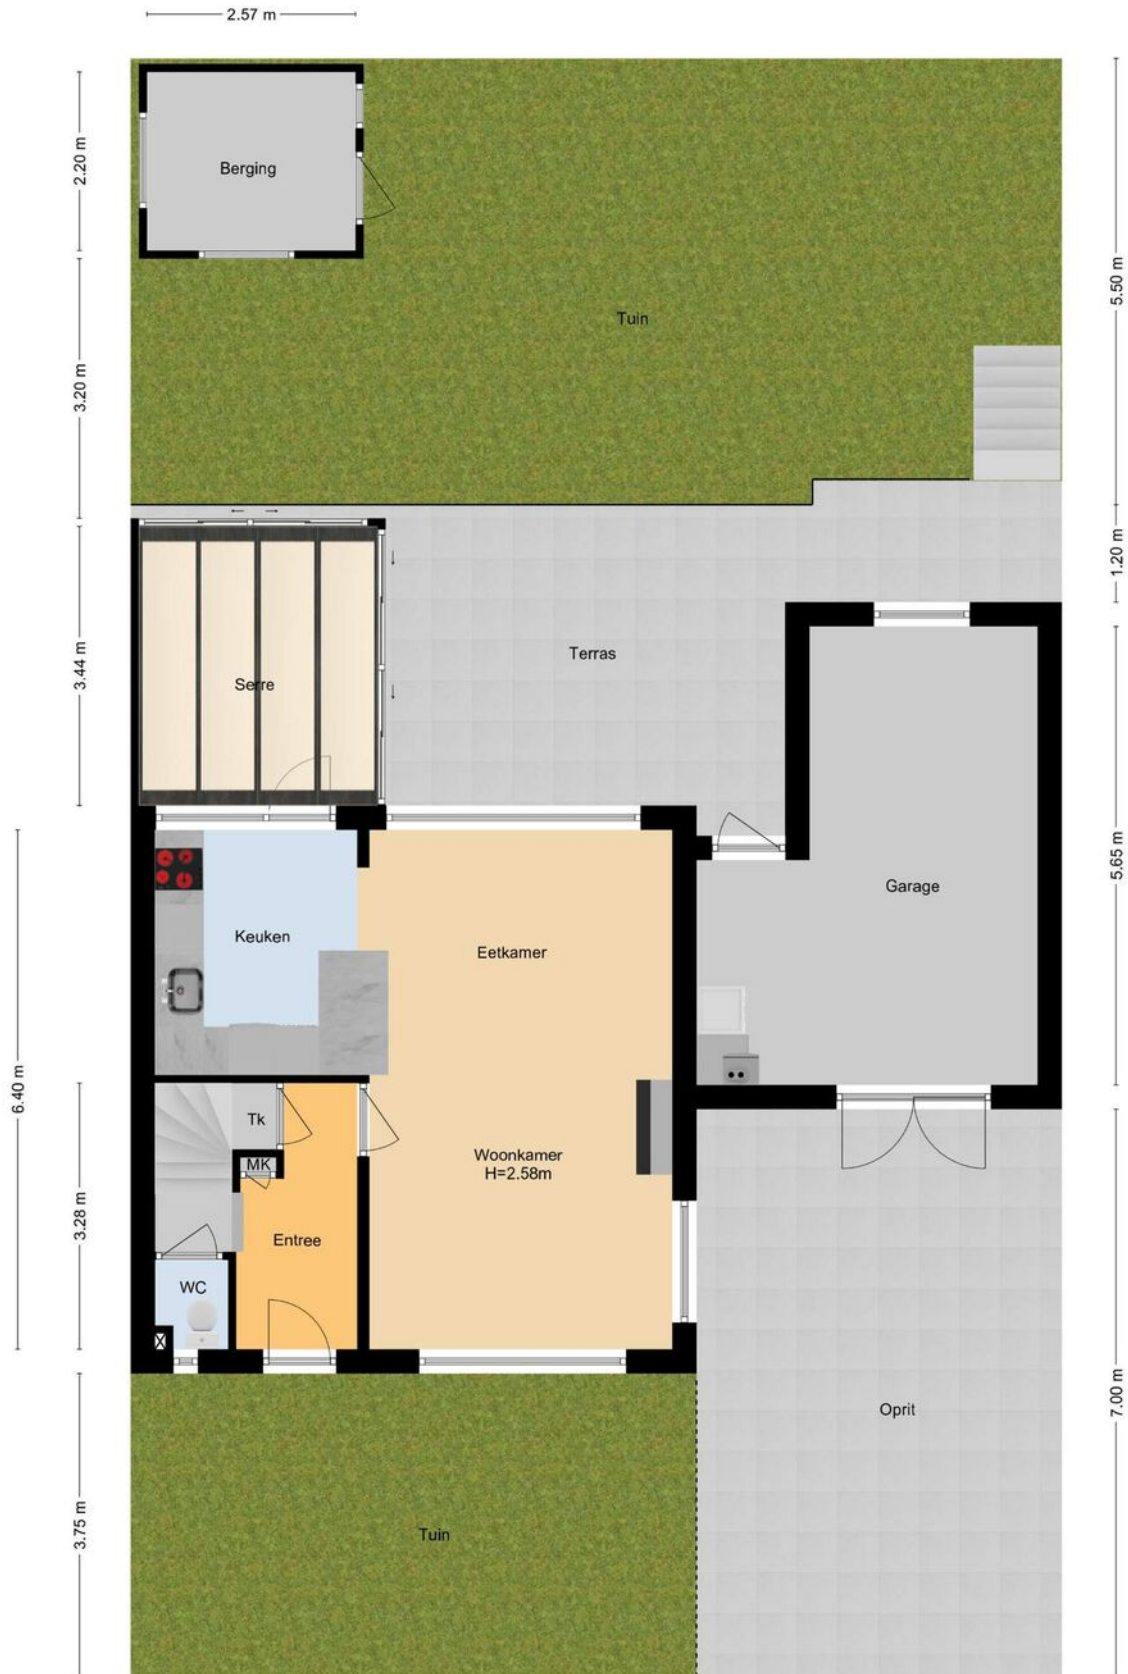 2.57 m
2.20 m
Berging
5.50 m
Tuin
3.20 m
1.20 m
3.44 m
Terras
Serre
5.65 m
Garage
Keuken
Eetkamer
6.40 m
Tk
MK
Woonkamer
H=2.58m
3.28 m
Entree
WC
7.00 m
Oprit
3.75 m
Tuin